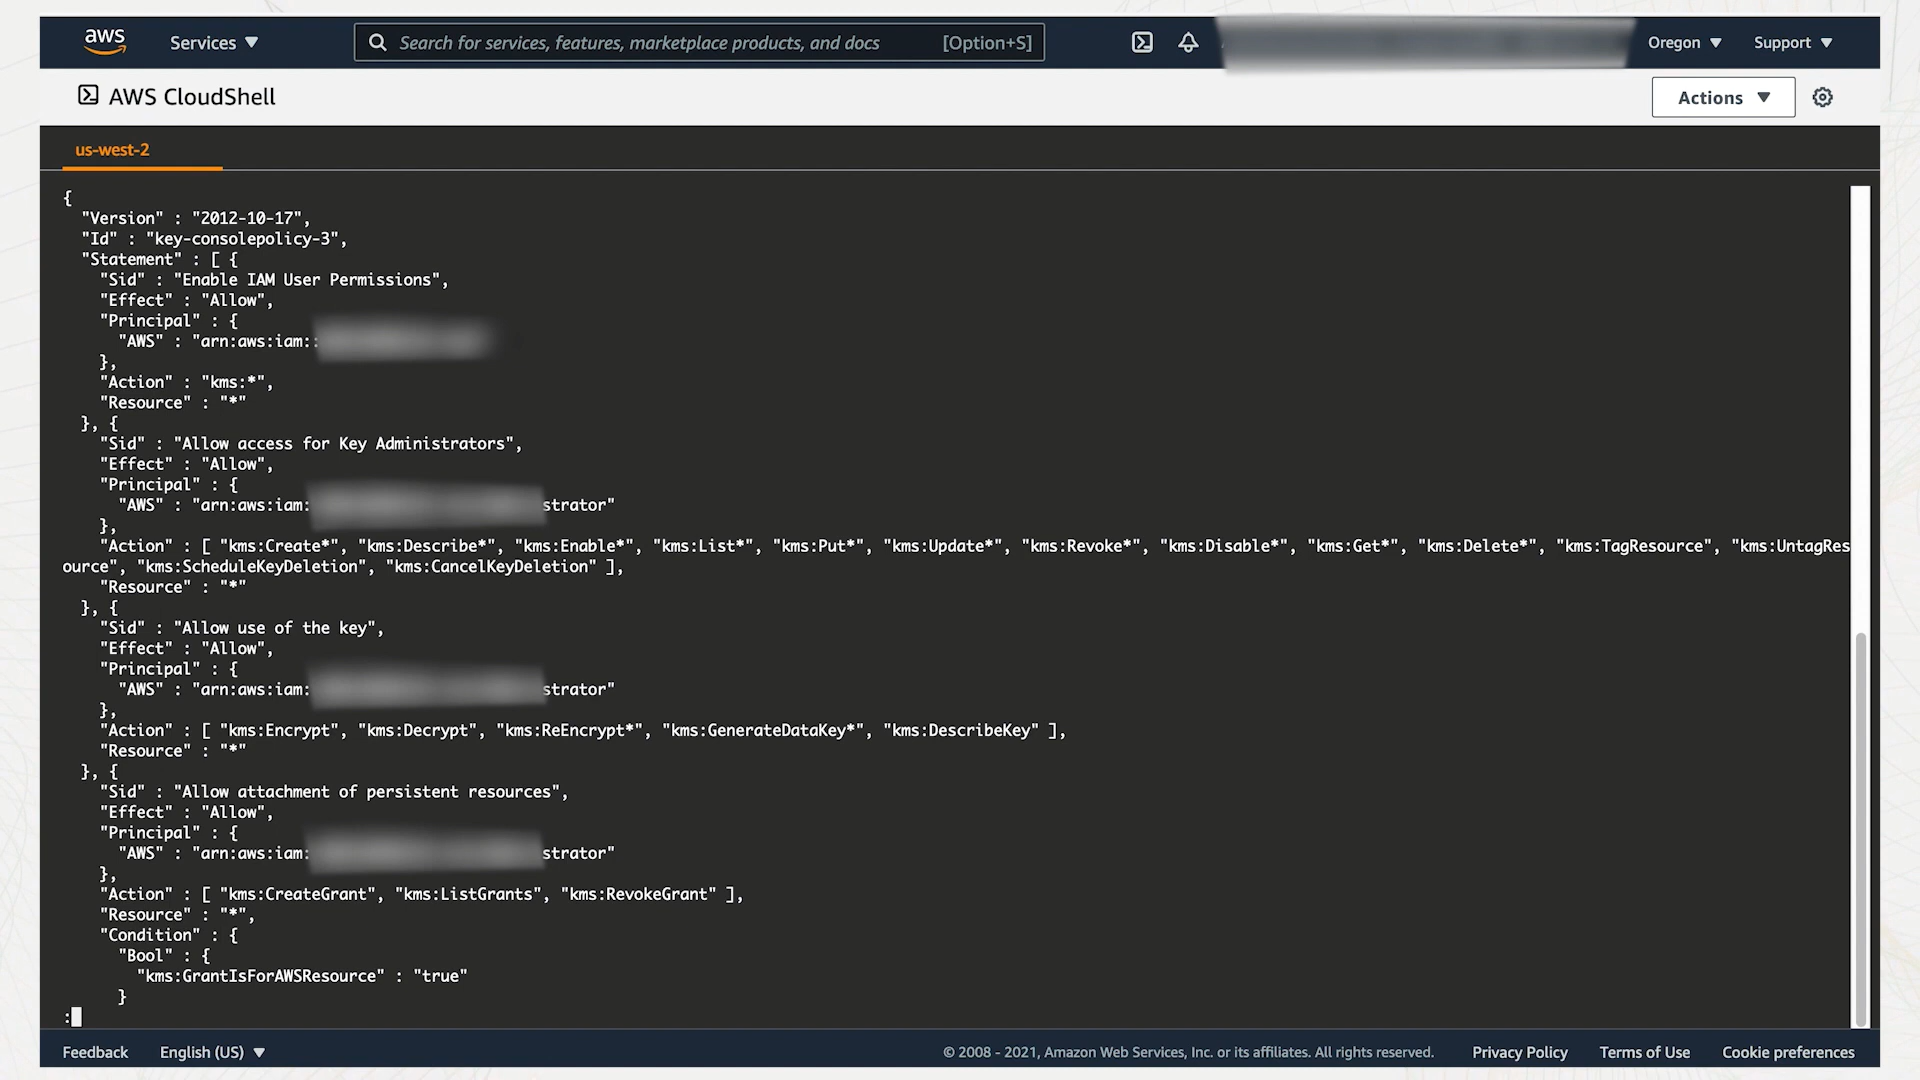 aws
Services
Search for services, features, marketplace products, and docs
[Option+S]
Oregon
Support
AWS CloudShell
Actions
us-west-2
{
"Version" : "2012-10-17",
"Id" : "key-consolepolicy-3",
"Statement" : [ {
"Sid" : "Enable IAM User Permissions",
"Effect" : "Allow",
"Principal" : {
"AWS" : "arn:aws:iam::
},
"Action" : "kms:*",
"Resource" : "*"
}, {
"Sid" : "Allow access for Key Administrators",
"Effect" : "Allow",
"Principal" : {
"AWS" : "arn:aws:iam: strator"
},
"Action" : [ "kms:Create*", "kms:Describe*", "kms:Enable*", "kms:List*", "kms:Put*", "kms:Update*", "kms:Revoke*", "kms:Disable*", "kms:Get*", "kms:Delete*", "kms:TagResource", "kms:UntagRes
ource", "kms:ScheduleKeyDeletion", "kms:CancelKeyDeletion" ],
"Resource" : "*"
}, {
"Sid" : "Allow use of the key",
"Effect" : "Allow",
"Principal" : {
"AWS" : "arn:aws:iam: strator"
},
"Action" : [ "kms:Encrypt", "kms:Decrypt", "kms:ReEncrypt*", "kms:GenerateDataKey*", "kms:DescribeKey" ],
"Resource" : "*"
}, {
"Sid" : "Allow attachment of persistent resources",
"Effect" : "Allow",
"Principal" : {
"AWS" : "arn:aws:iam: strator"
},
"Action" : [ "kms:CreateGrant", "kms:ListGrants", "kms:RevokeGrant" ],
"Resource" : "*",
"Condition" : {
"Bool" : {
"kms:GrantIsForAWSResource" : "true"
}
:
Feedback
English (US)
© 2008 - 2021, Amazon Web Services, Inc. or its affiliates. All rights reserved.
Privacy Policy
Terms of Use
Cookie preferences